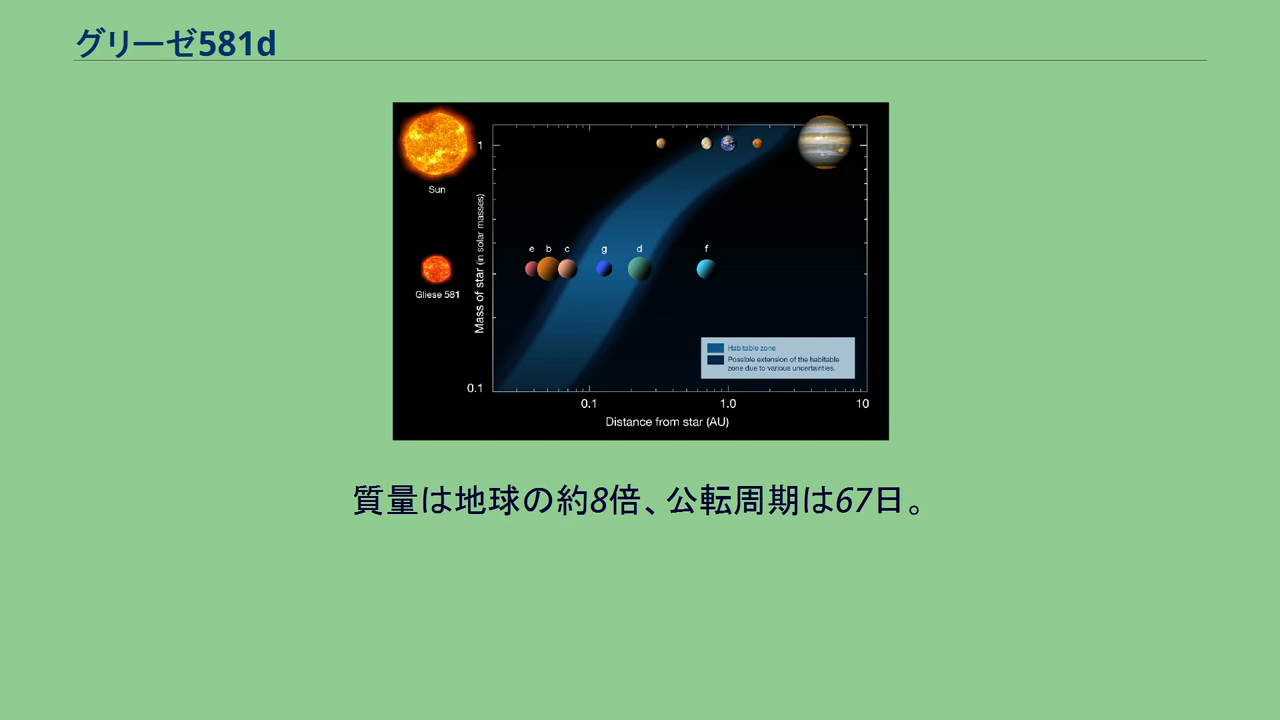 グリーゼ581d
Sun
Gliese 581
Mass of star (in solar masses)
1
0.1
e b c g d f
Habitable zone
Possible extension of the habitable
zone due to various uncertainties.
0.1 1.0 10
Distance from star (AU)
質量は地球の約8倍、公転周期は67日。